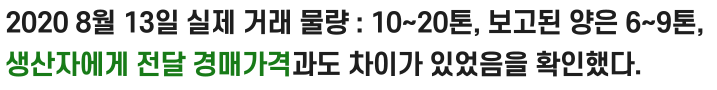 2020 8월 13일 실제 거래 물량 : 10~20톤, 보고된 양은 6~9톤,
생산자에게 전달 경매가격과도 차이가 있었음을 확인했다.